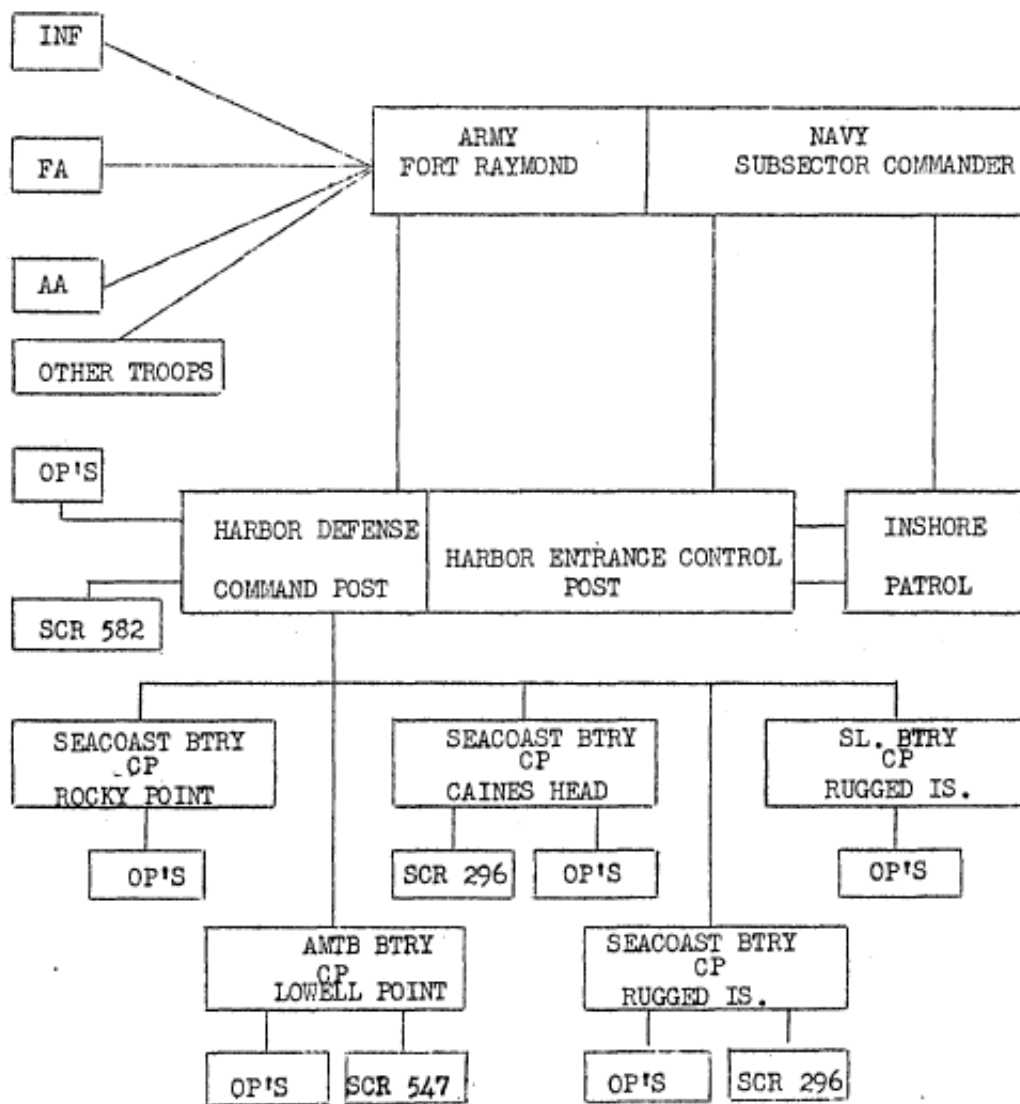 INF
FA
AA
OTHER TROOPS
ARMY
FORT RAYMOND
NAVY
SUBSECTOR COMMANDER
OP'S
SCR 582
HARBOR DEFENSE
COMMAND POST
HARBOR ENTRANCE CONTROL
POST
INSHORE
PATROL
SEACOAST BTRY
CP
ROCKY POINT
OP'S
SEACOAST BTRY
CP
CAINES HEAD
SCR 296
OP'S
SL. BTRY
CP
RUGGED IS.
OP'S
AMTB BTRY
CP
LOWELL POINT
OP'S
SCR 547
SEACOAST BTRY
CP
RUGGED IS.
OP'S
SCR 296